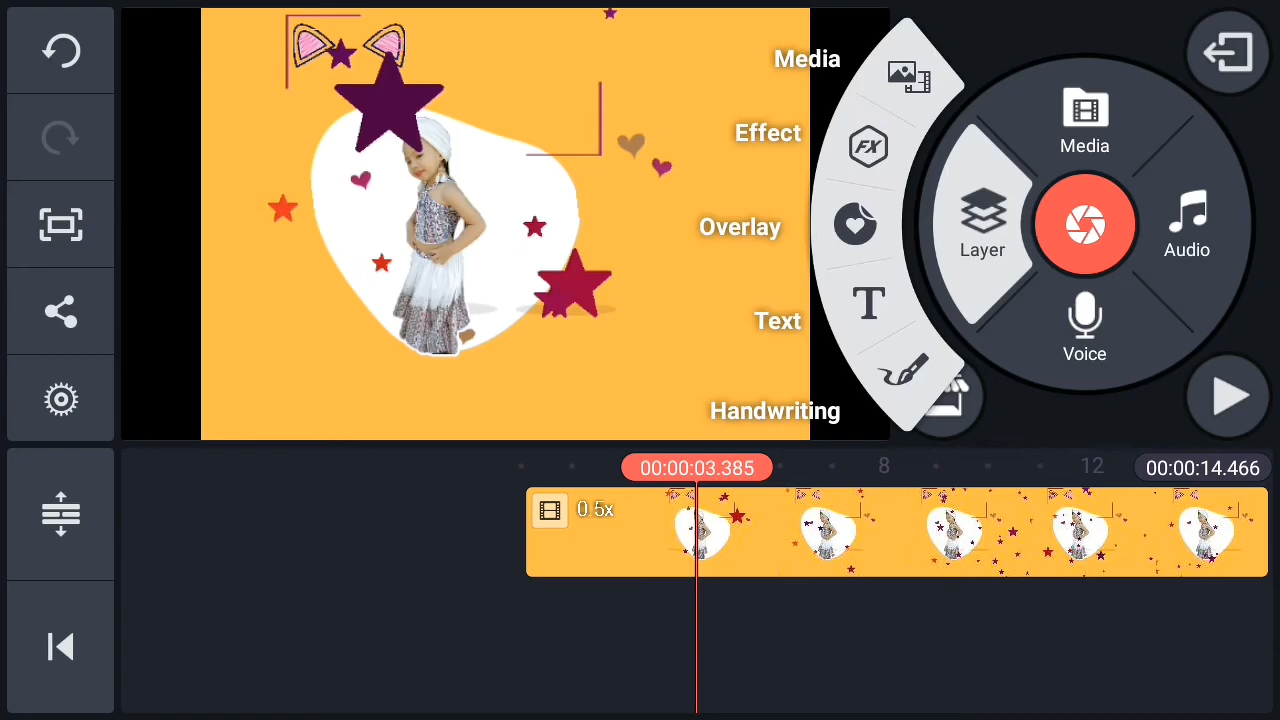 Media
Effect
Overlay
Text
Handwriting
FX
T
Media
Layer
Audio
Voice
00:00:03.385
8
12
00:00:14.466
0.5x